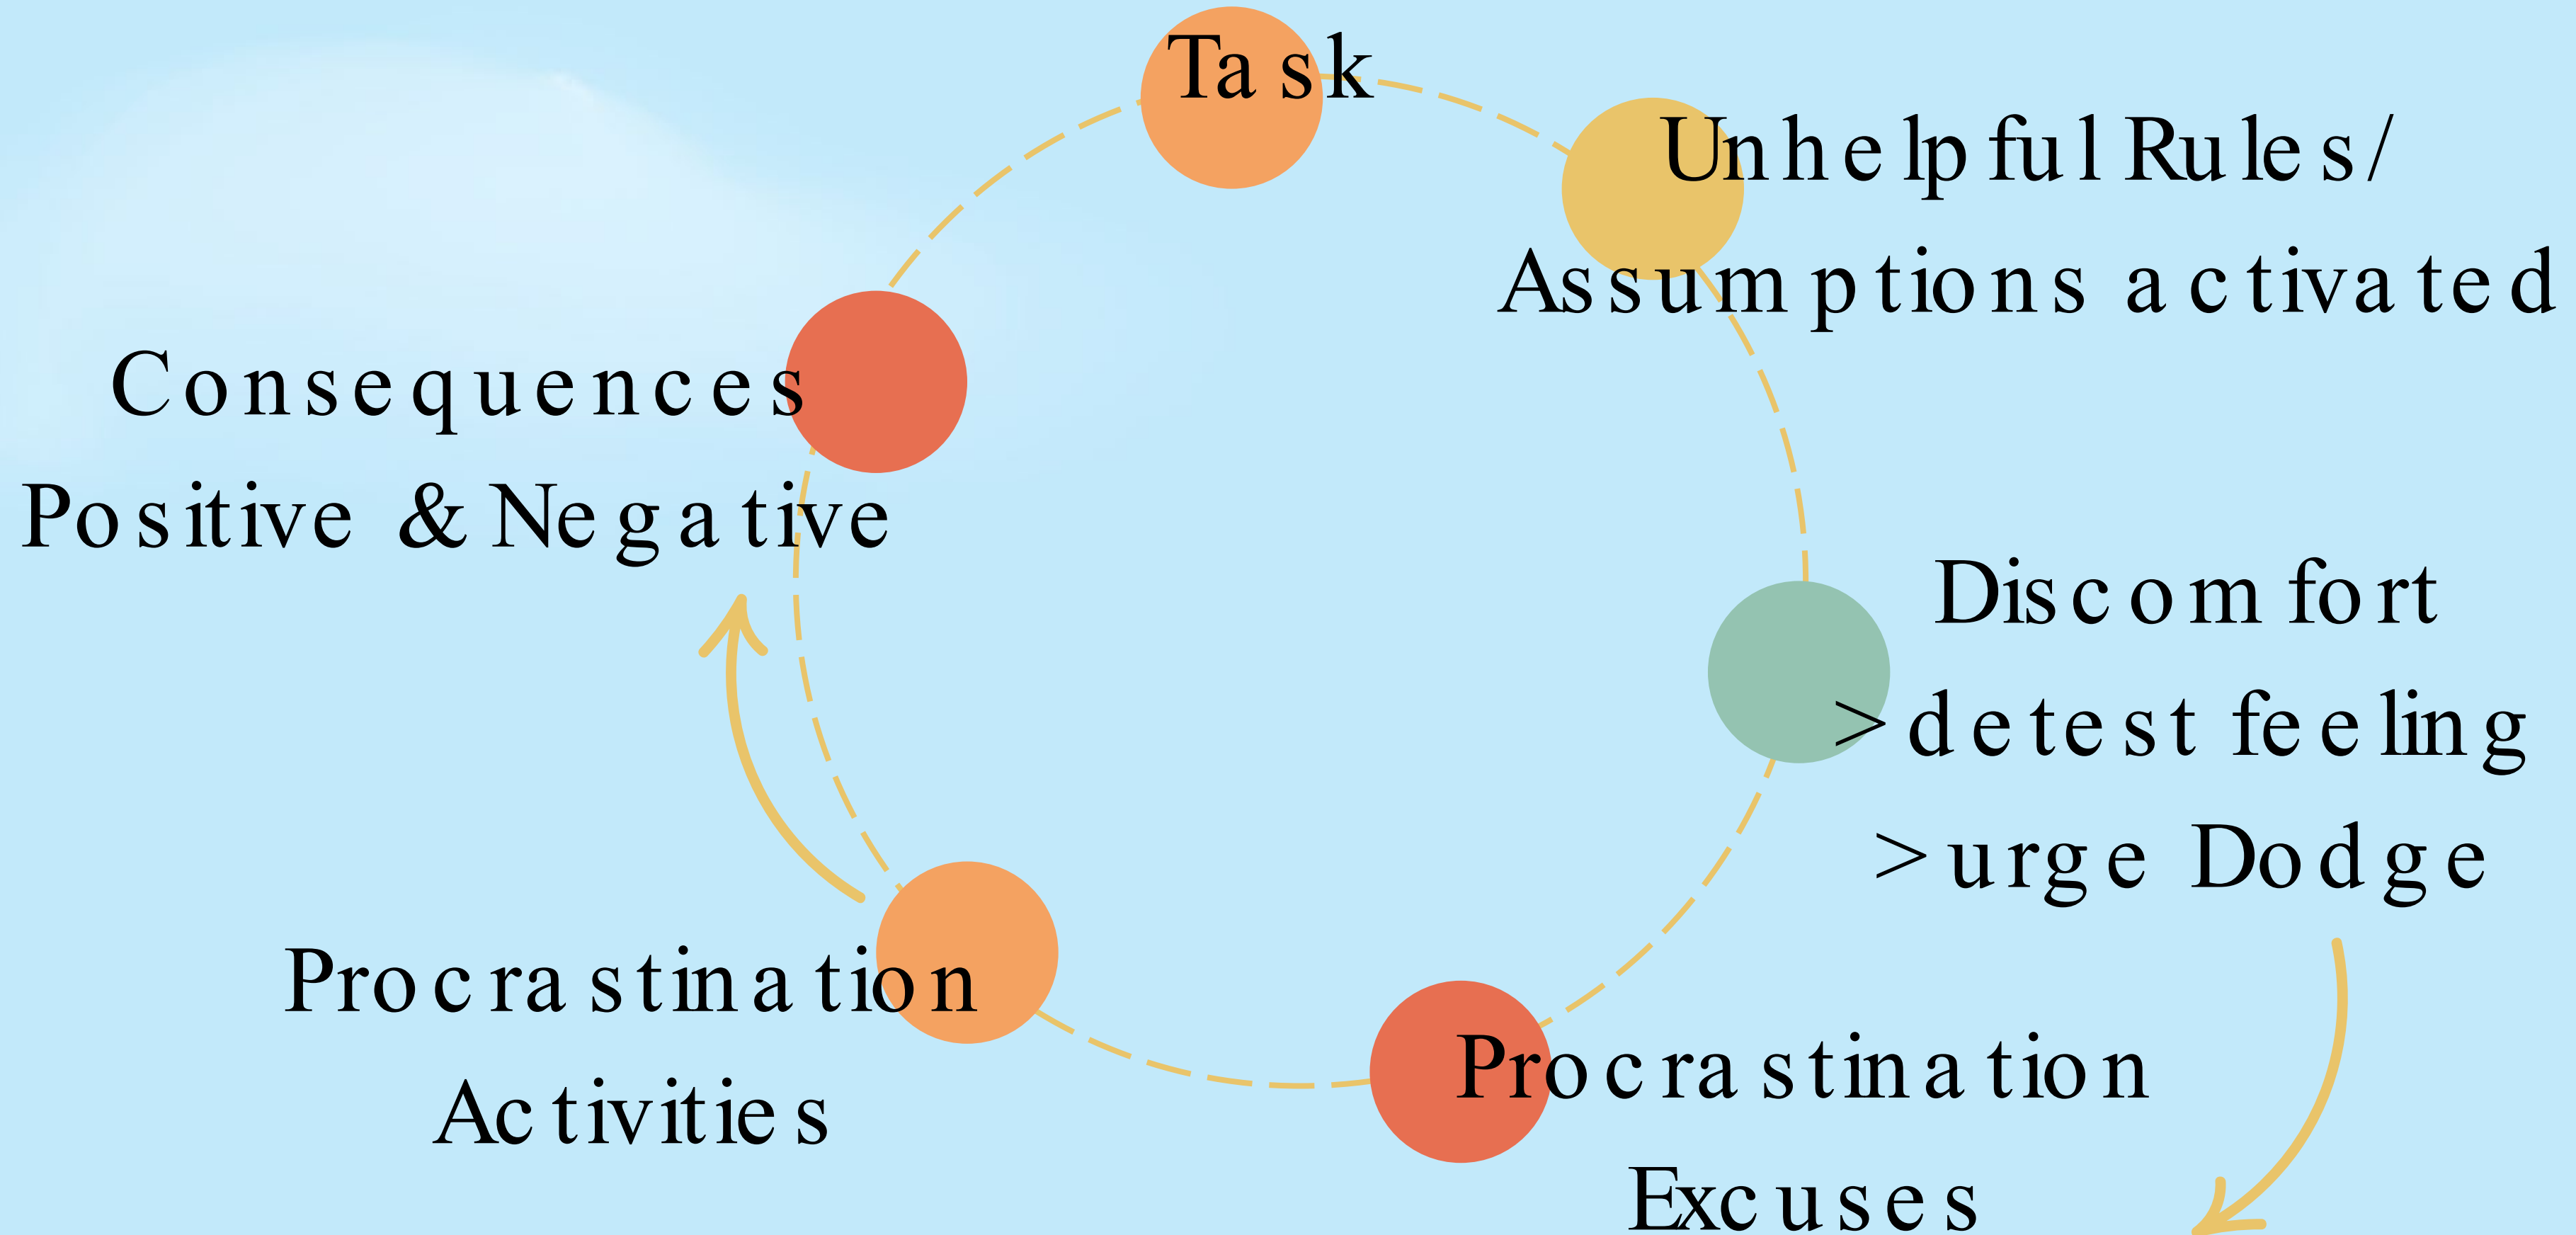 Task
Unhelpful Rules/
Assumptions activated
Consequences
Positive & Negative
Discomfort
>detest feeling
>urge Dodge
Procrastination
Activities
Procrastination
Excuses